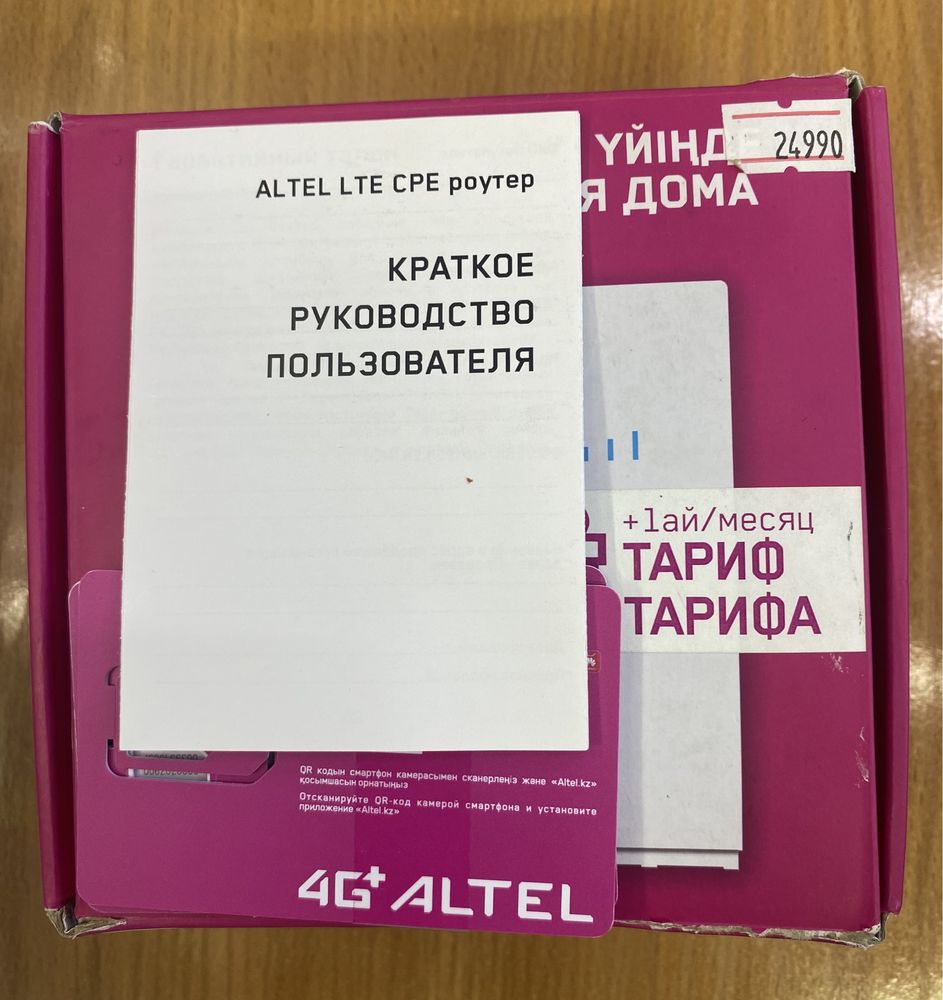 ҮЙІҢДЕ
24990
Я ДОМА
ALTEL LTE CPE роутер
КРАТКОЕ
РУКОВОДСТВО
ПОЛЬЗОВАТЕЛЯ
+1ай/месяц
ТАРИФ
ТАРИФА
QR кодын смартфон камерасымен сканерлеңіз және «Altel.kz»
қосымшасын орнатыңыз
Отсканируйте QR-код камерой смартфона и установите
приложение «Altel.kz»
4G+ ALTEL